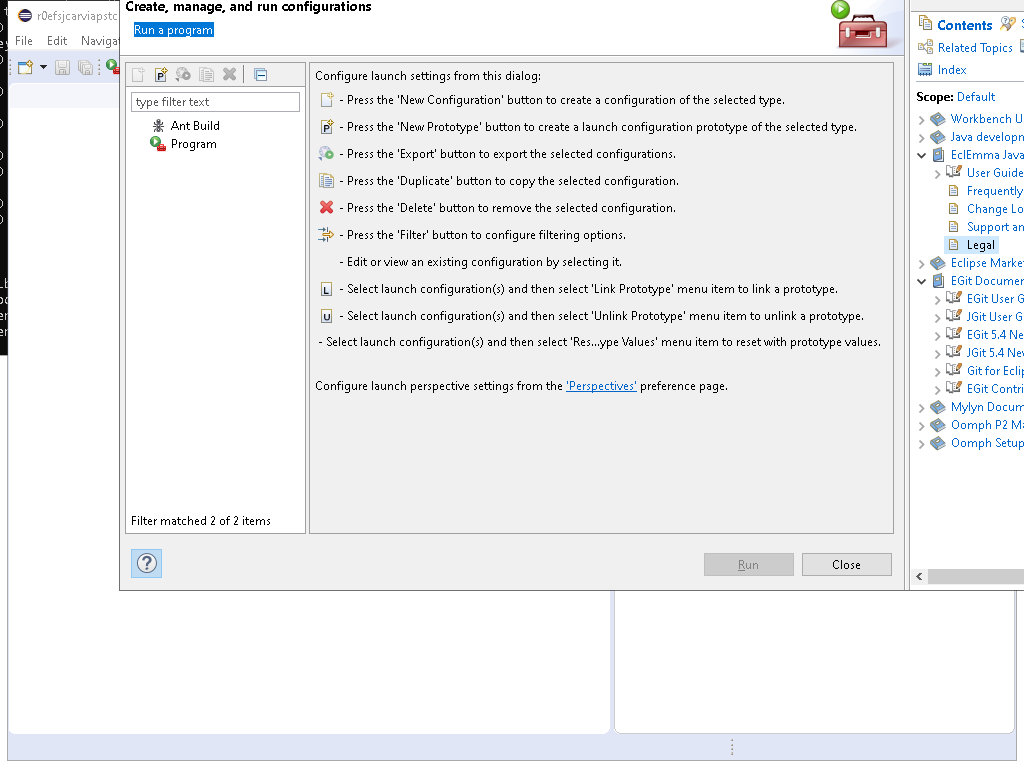 r0efsjcarviapstc
File Edit Navigat
Create, manage, and run configurations
Run a program
type filter text
Ant Build
Program
Filter matched 2 of 2 items
Configure launch settings from this dialog:
- Press the 'New Configuration' button to create a configuration of the selected type.
- Press the 'New Prototype' button to create a launch configuration prototype of the selected type.
- Press the 'Export' button to export the selected configurations.
- Press the 'Duplicate' button to copy the selected configuration.
- Press the 'Delete' button to remove the selected configuration.
- Press the 'Filter' button to configure filtering options.
- Edit or view an existing configuration by selecting it.
L - Select launch configuration(s) and then select 'Link Prototype' menu item to link a prototype.
U - Select launch configuration(s) and then select 'Unlink Prototype' menu item to unlink a prototype.
- Select launch configuration(s) and then select 'Res...ype Values' menu item to reset with prototype values.
Configure launch perspective settings from the 'Perspectives' preference page.
Run Close
Contents
Related Topics
Index
Scope: Default
Workbench U
Java developn
EclEmma Java
User Guide
Frequently
Change Lo
Support an
Legal
Eclipse Marke
EGit Documer
EGit User G
JGit User G
EGit 5.4 Ne
JGit 5.4 Nev
Git for Eclip
EGit Contri
Mylyn Docum
Oomph P2 Ma
Oomph Setup